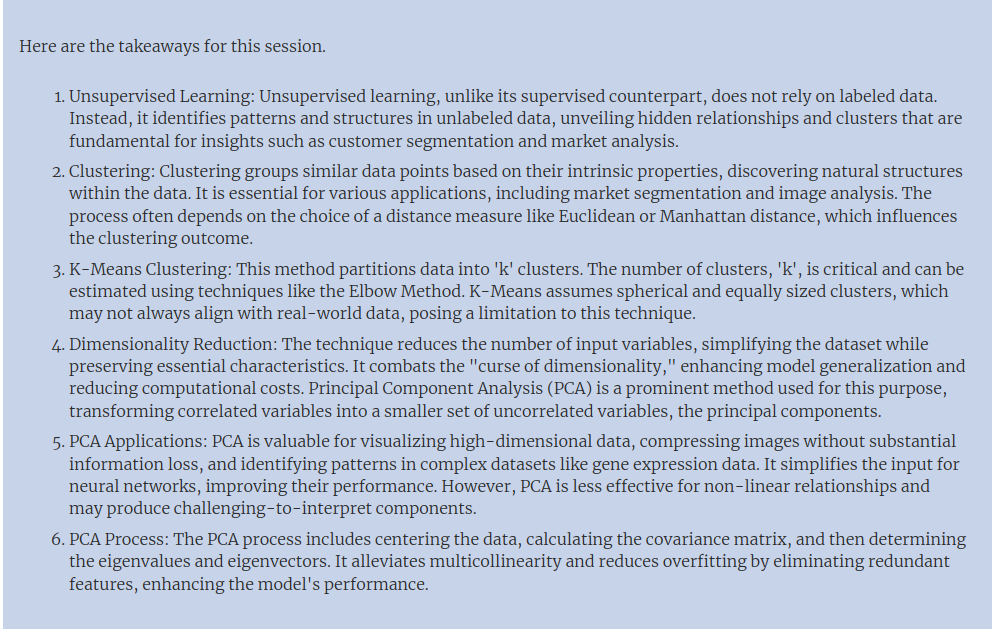 Here are the takeaways for this session.
1. Unsupervised Learning: Unsupervised learning, unlike its supervised counterpart, does not rely on labeled data.
Instead, it identifies patterns and structures in unlabeled data, unveiling hidden relationships and clusters that are
fundamental for insights such as customer segmentation and market analysis.
2. Clustering: Clustering groups similar data points based on their intrinsic properties, discovering natural structures
within the data. It is essential for various applications, including market segmentation and image analysis. The
process often depends on the choice of a distance measure like Euclidean or Manhattan distance, which influences
the clustering outcome.
3. K-Means Clustering: This method partitions data into 'k' clusters. The number of clusters, 'k', is critical and can be
estimated using techniques like the Elbow Method. K-Means assumes spherical and equally sized clusters, which
may not always align with real-world data, posing a limitation to this technique.
4. Dimensionality Reduction: The technique reduces the number of input variables, simplifying the dataset while
preserving essential characteristics. It combats the "curse of dimensionality," enhancing model generalization and
reducing computational costs. Principal Component Analysis (PCA) is a prominent method used for this purpose,
transforming correlated variables into a smaller set of uncorrelated variables, the principal components.
5. PCA Applications: PCA is valuable for visualizing high-dimensional data, compressing images without substantial
information loss, and identifying patterns in complex datasets like gene expression data. It simplifies the input for
neural networks, improving their performance. However, PCA is less effective for non-linear relationships and
may produce challenging-to-interpret components.
6. PCA Process: The PCA process includes centering the data, calculating the covariance matrix, and then determining
the eigenvalues and eigenvectors. It alleviates multicollinearity and reduces overfitting by eliminating redundant
features, enhancing the model's performance.